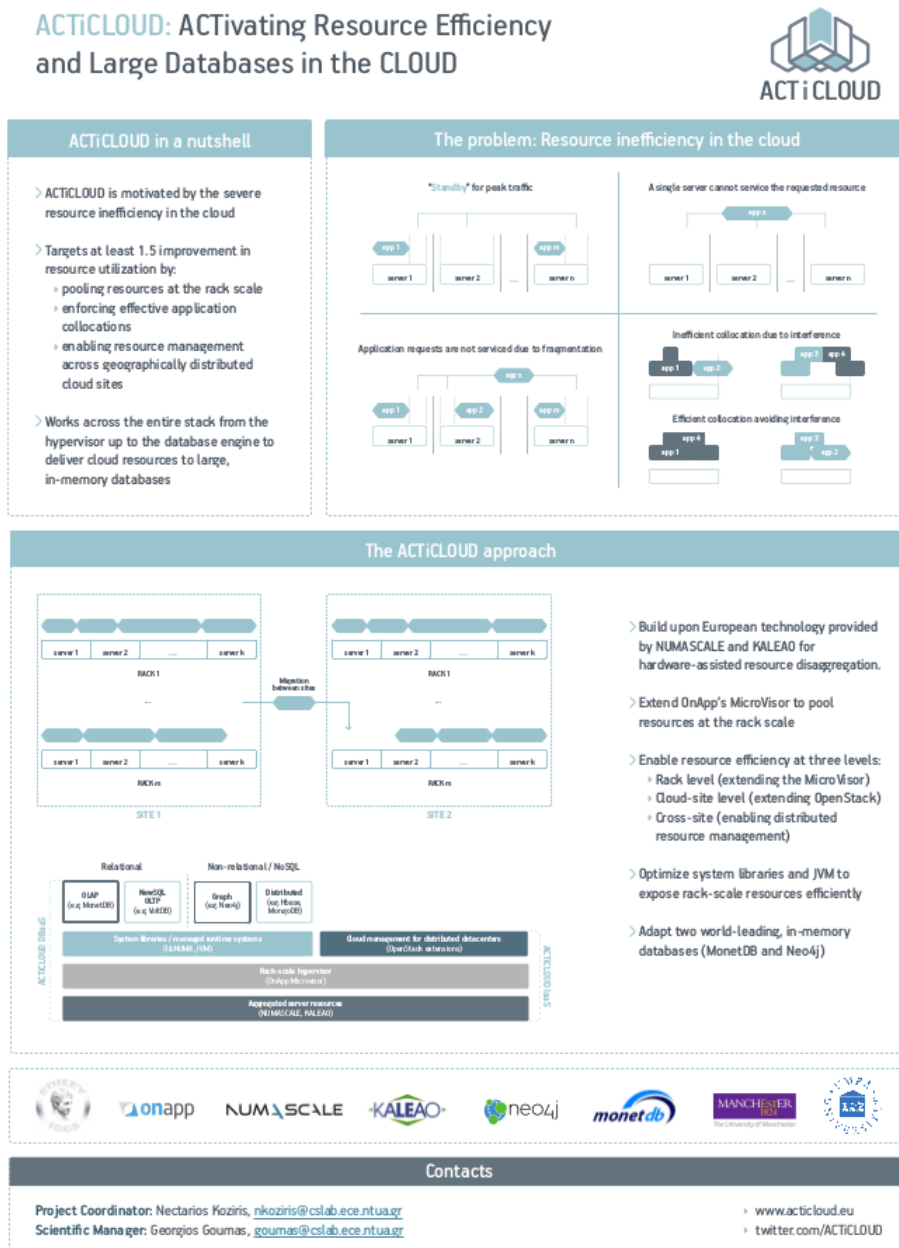 ACTiCLOUD: ACTivating Resource Efficiency
and Large Databases in the CLOUD
ACTiCLOUD
ACTiCLOUD in a nutshell
ACTiCLOUD is motivated by the severe
resource inefficiency in the cloud
Targets at least 1.5 improvement in
resource utilization by:
pooling resources at the rack scale
enforcing effective application
collocations
enabling resource management
across geographically distributed
cloud sites
Works across the entire stack from the
hypervisor up to the database engine to
deliver cloud resources to large,
in-memory databases
The problem: Resource inefficiency in the cloud
"Standby" for peak traffic
app 1
app m
server 1
server 2
....
server n
A single server cannot service the requested resource
app x
server 1
server 2
....
server n
Application requests are not serviced due to fragmentation
app x
app 1
app 2
app m
server 1
server 2
....
server n
Inefficient collocation due to interference
app 1
app 2
app 3
app 4
Efficient collocation avoiding interference
app 4
app 1
app 3
app 2
The ACTiCLOUD approach
server 1
server 2
....
server k
RACK 1
...
server 1
server 2
....
server k
RACK m
SITE 1
Migration
between sites
server 1
server 2
....
server k
RACK 1
...
server 1
server 2
....
server k
RACK m
SITE 2
Relational
Non-relational / NoSQL
OLAP
(e.g. MonetDB)
NewSQL
OLTP
(e.g. VoltDB)
Graph
(e.g. Neo4j)
Distributed
(e.g. Hbase,
MongoDB)
System libraries / managed runtime systems
(LibNUMA, JVM)
Cloud management for distributed datacenters
(OpenStack extensions)
Rack-scale hypervisor
(OnApp Microvisor)
Aggregated server resources
(NUMASCALE, KALEAO)
ACTiCLOUD DBaaS
ACTiCLOUD IaaS
Build upon European technology provided
by NUMASCALE and KALEAO for
hardware-assisted resource disaggregation.
Extend OnApp's MicroVisor to pool
resources at the rack scale
Enable resource efficiency at three levels:
Rack level (extending the MicroVisor)
Cloud-site level (extending OpenStack)
Cross-site (enabling distributed
resource management)
Optimize system libraries and JVM to
expose rack-scale resources efficiently
Adapt two world-leading, in-memory
databases (MonetDB and Neo4j)
ICCS
onapp
NUMASCALE
KALEAO
neo4j
monetdb
MANCHESTER
1824
The University of Manchester
Contacts
Project Coordinator: Nectarios Koziris, nkoziris@cslab.ece.ntua.gr
Scientific Manager: Georgios Goumas, goumas@cslab.ece.ntua.gr
www.acticloud.eu
twitter.com/ACTiCLOUD